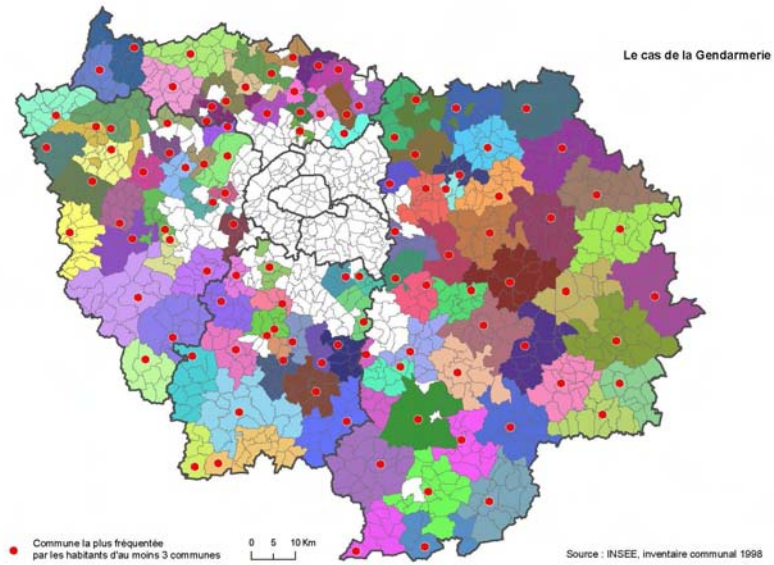 Le cas de la Gendarmerie
Commune la plus fréquentée
par les habitants d'au moins 3 communes
0 5 10 Km
Source : INSEE, inventaire communal 1998